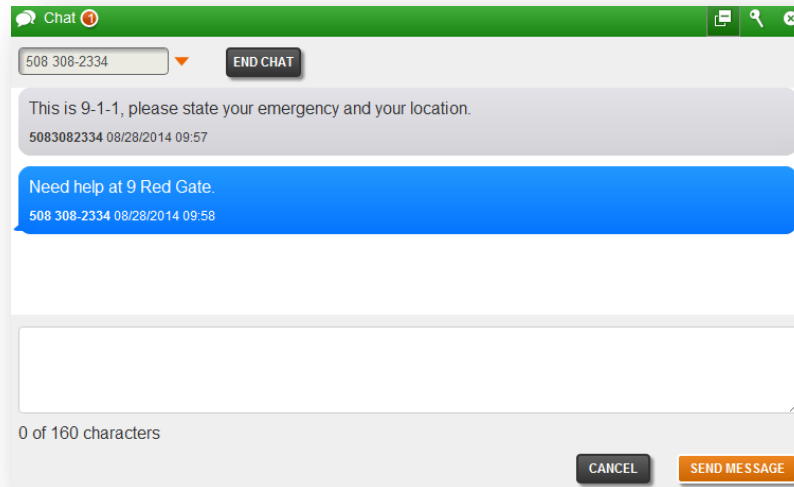 Chat 1
508 308-2334
END CHAT
This is 9-1-1, please state your emergency and your location.
5083082334 08/28/2014 09:57
Need help at 9 Red Gate.
508 308-2334 08/28/2014 09:58
0 of 160 characters
CANCEL
SEND MESSAGE